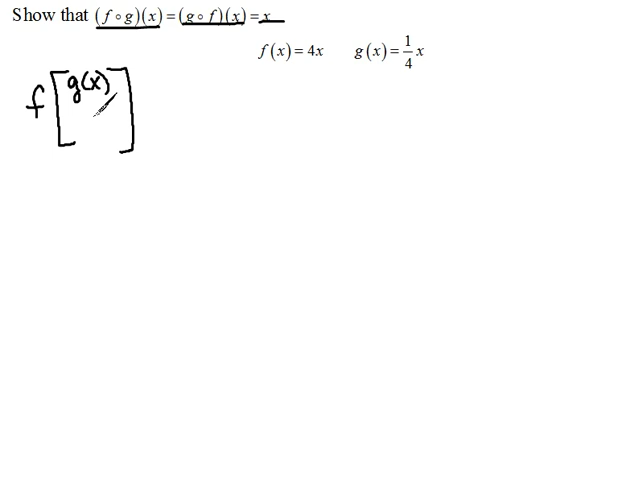 Show that (f∘g)(x)=(g∘f)(x)=x
f(x)=4x g(x)=1/4 x
f[g(x)]